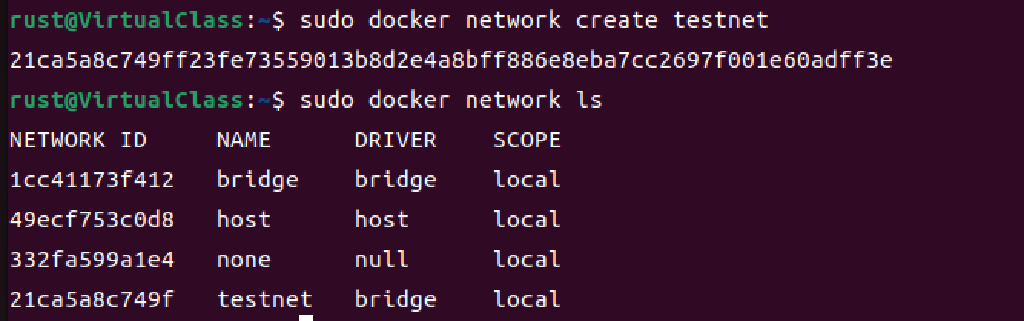 rust@VirtualClass:~$ sudo docker network create testnet
21ca5a8c749ff23fe73559013b8d2e4a8bff886e8eba7cc2697f001e60adff3e
rust@VirtualClass:~$ sudo docker network ls
NETWORK ID   NAME      DRIVER    SCOPE
1cc41173f412   bridge    bridge    local
49ecf753c0d8   host      host      local
332fa599a1e4   none      null      local
21ca5a8c749f   testnet   bridge    local